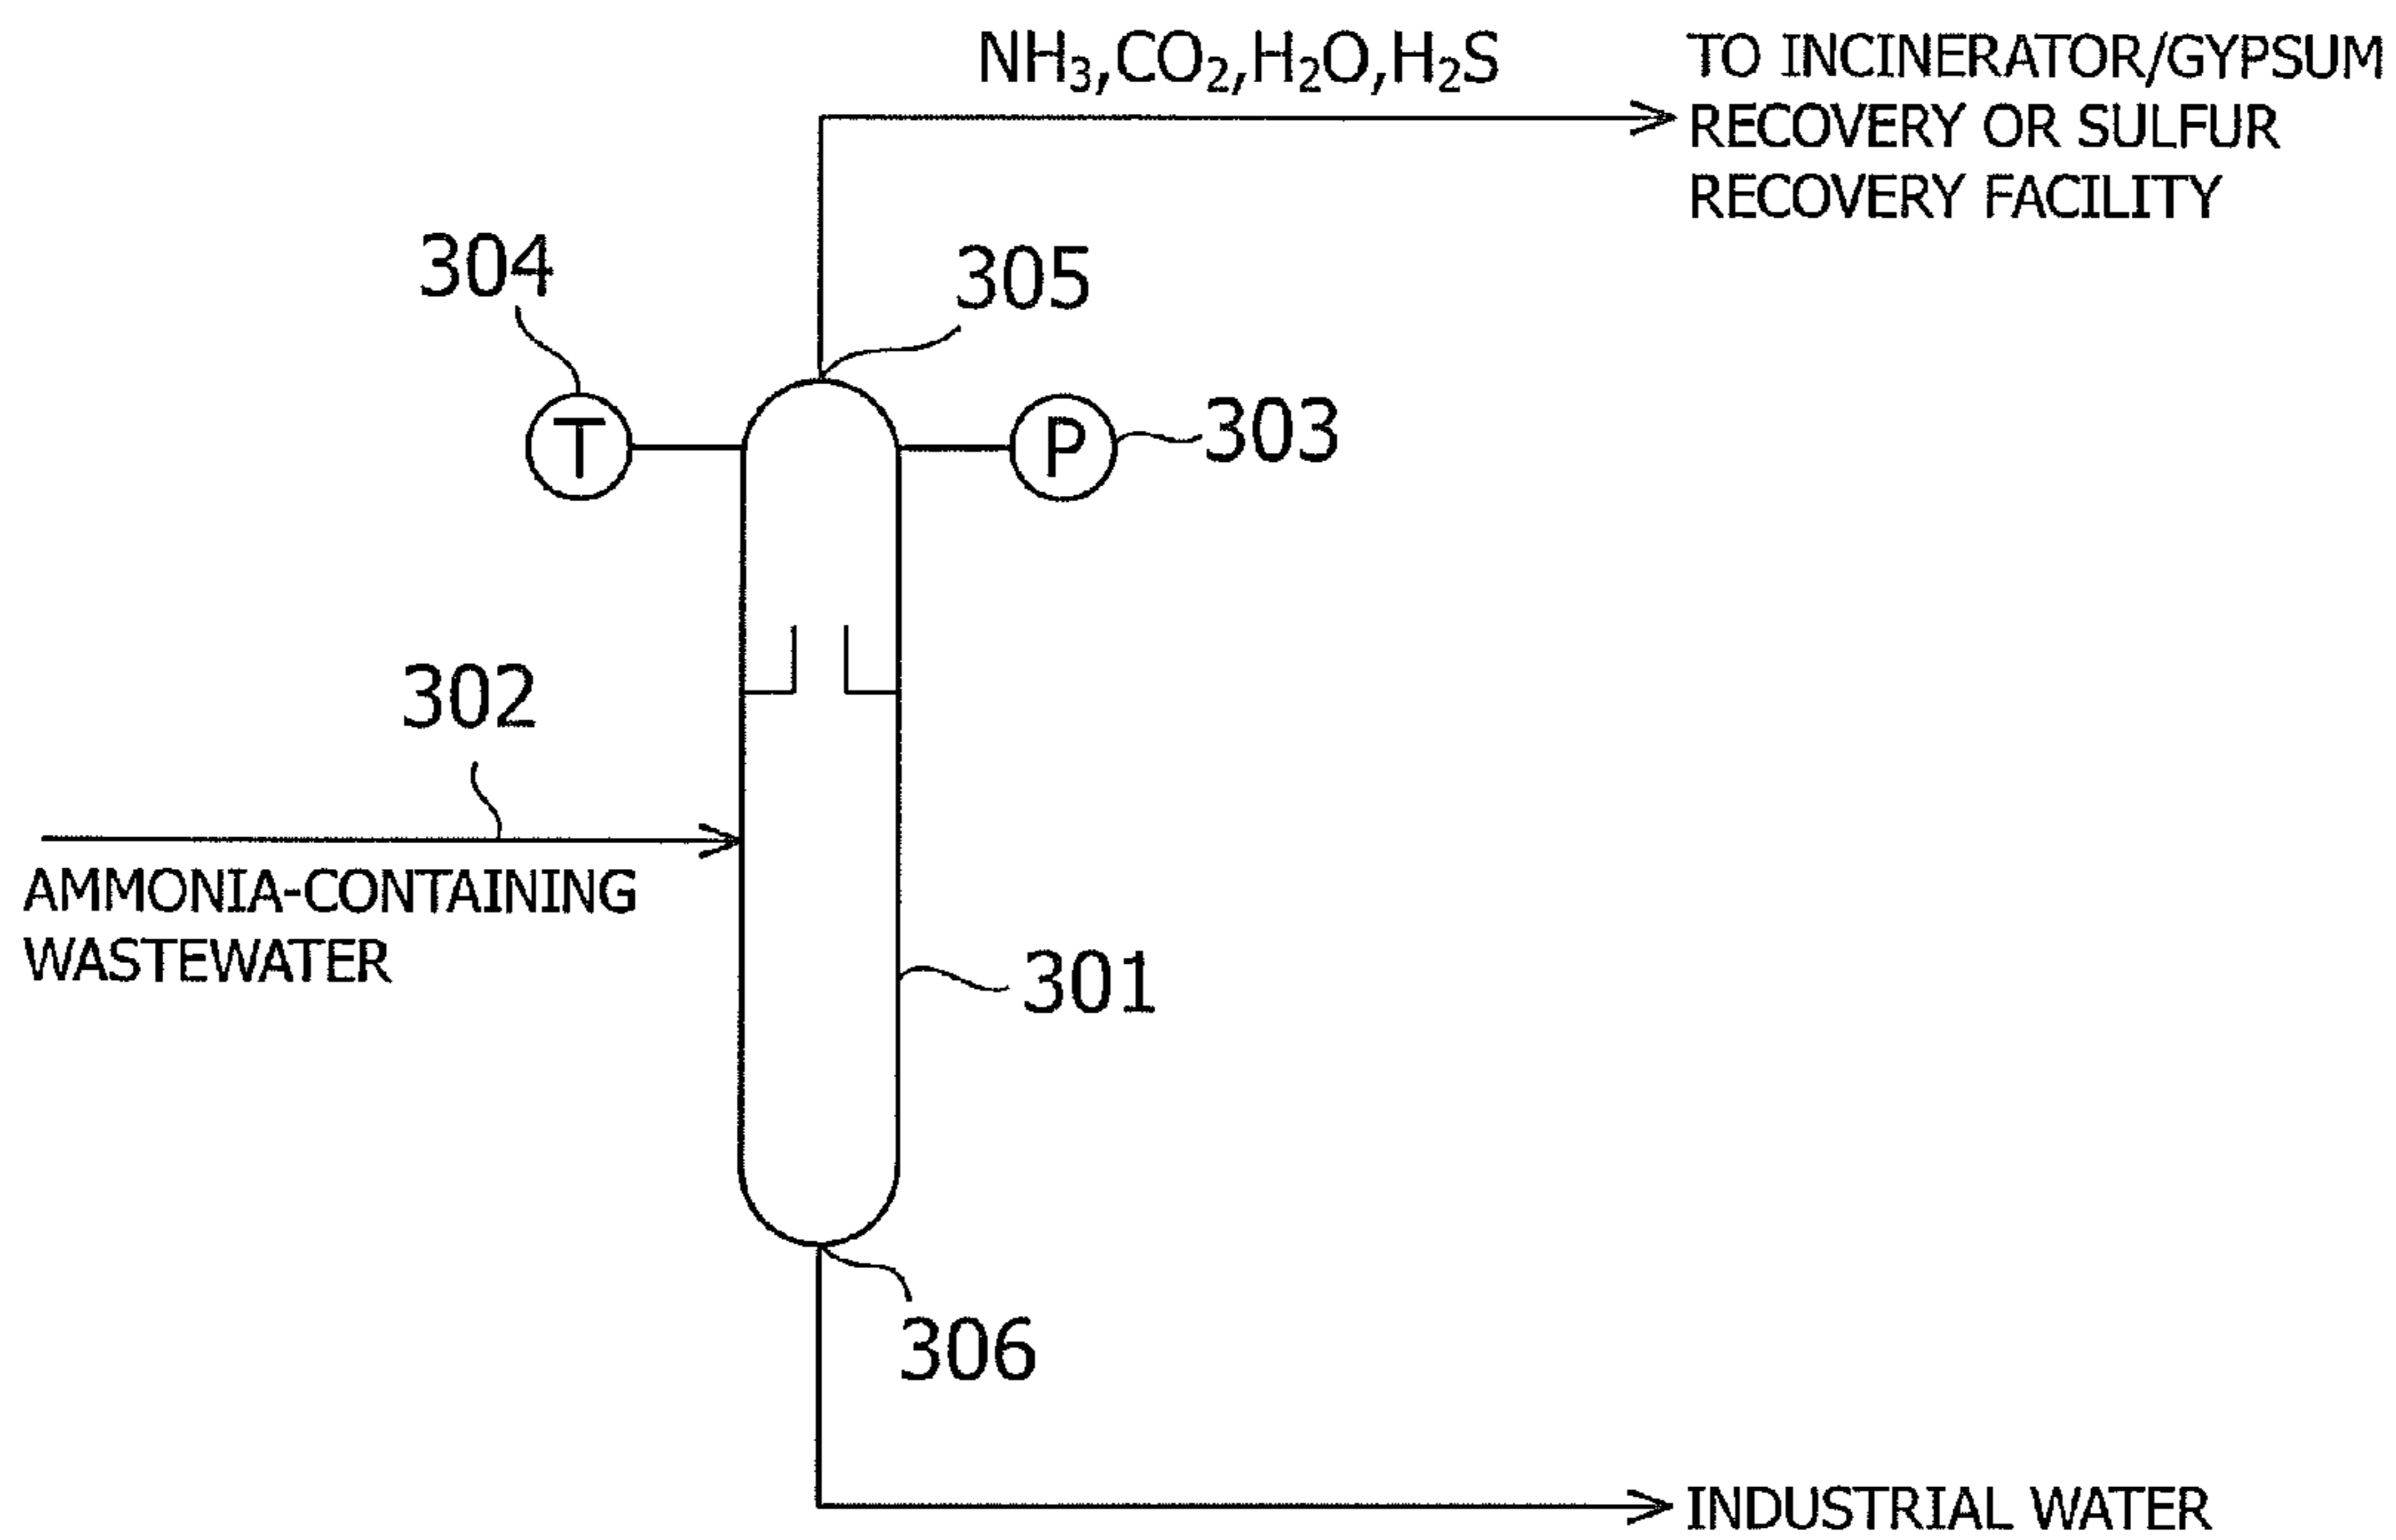 NH₃,CO₂,H₂O,H₂S
TO INCINERATOR/GYPSUM
RECOVERY OR SULFUR
RECOVERY FACILITY
304
305
T
P
303
302
AMMONIA-CONTAINING
WASTEWATER
301
306
INDUSTRIAL WATER